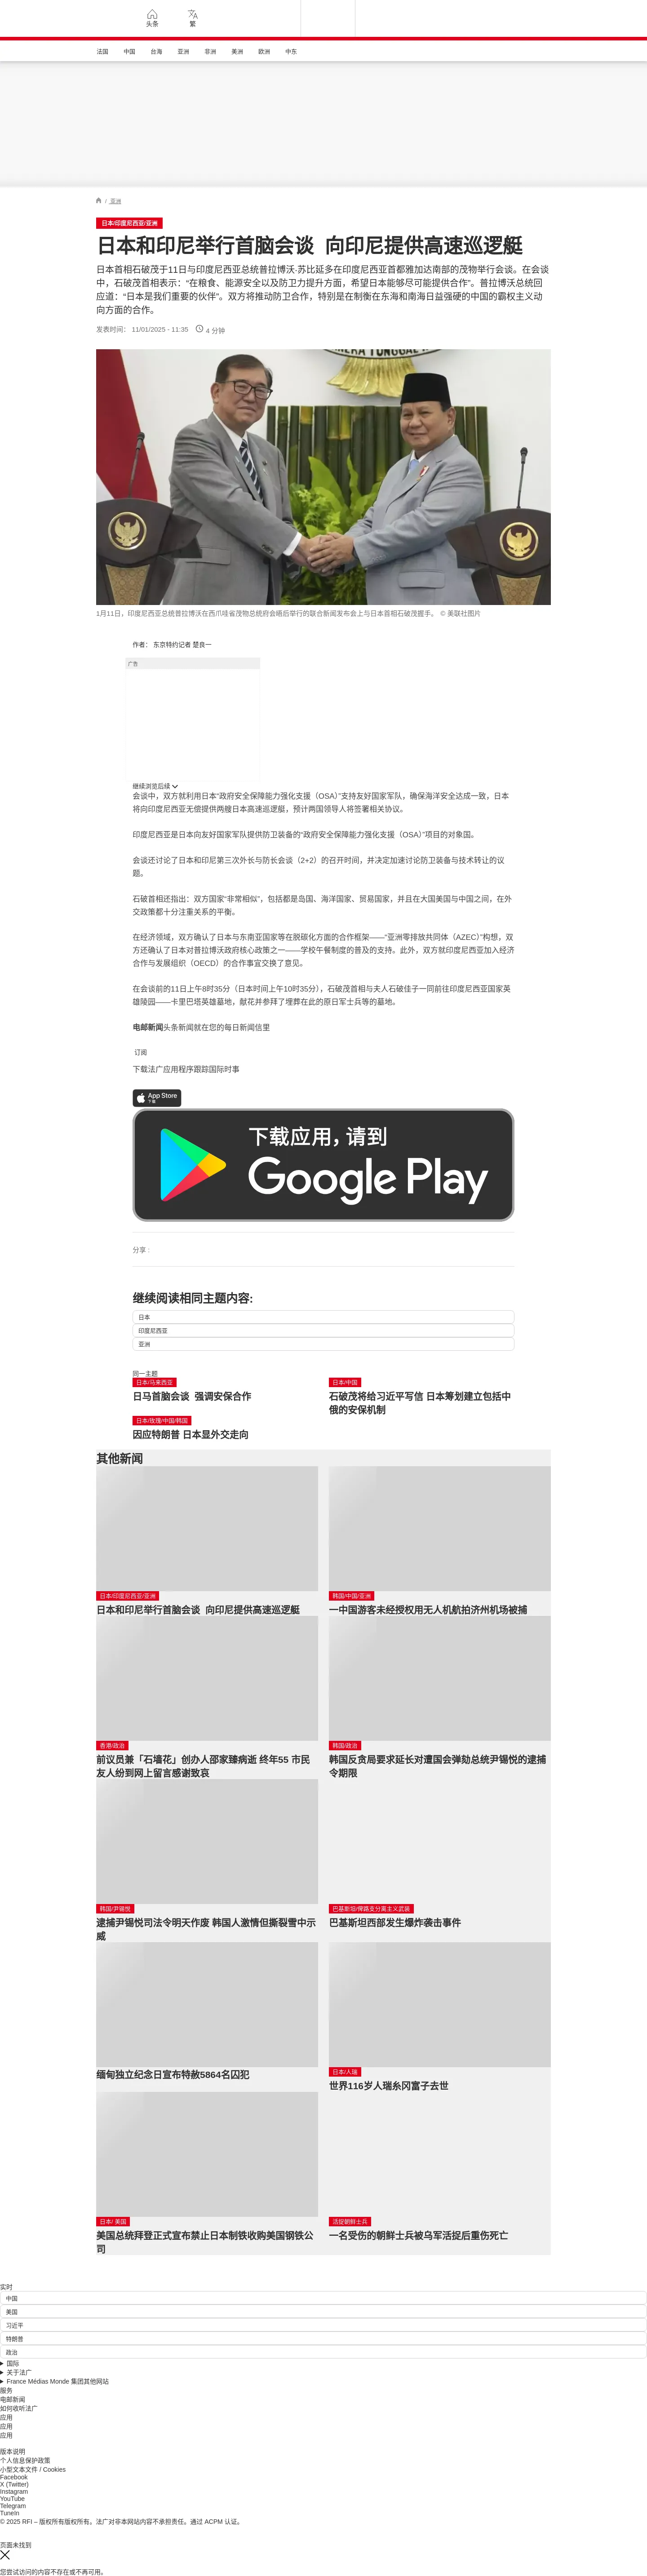 头条
繁
法国 中国 台海 亚洲 非洲 美洲 欧洲 中东
/ 亚洲
日本/印度尼西亚/亚洲
日本和印尼举行首脑会谈 向印尼提供高速巡逻艇
日本首相石破茂于11日与印度尼西亚总统普拉博沃·苏比延多在印度尼西亚首都雅加达南部的茂物举行会谈。在会谈
中，石破茂首相表示：“在粮食、能源安全以及防卫力提升方面，希望日本能够尽可能提供合作”。普拉博沃总统回
应道：“日本是我们重要的伙伴”。双方将推动防卫合作，特别是在制衡在东海和南海日益强硬的中国的霸权主义动
向方面的合作。
发表时间： 11/01/2025 - 11:35 4 分钟
1月11日，印度尼西亚总统普拉博沃在西爪哇省茂物总统府会晤后举行的联合新闻发布会上与日本首相石破茂握手。 © 美联社图片
作者： 东京特约记者 楚良一
广告
继续浏览后续
会谈中，双方就利用日本“政府安全保障能力强化支援（OSA）”支持友好国家军队，确保海洋安全达成一致，日本
将向印度尼西亚无偿提供两艘日本高速巡逻艇，预计两国领导人将签署相关协议。
印度尼西亚是日本向友好国家军队提供防卫装备的“政府安全保障能力强化支援（OSA）”项目的对象国。
会谈还讨论了日本和印尼第三次外长与防长会谈（2+2）的召开时间，并决定加速讨论防卫装备与技术转让的议
题。
石破首相还指出：双方国家“非常相似”，包括都是岛国、海洋国家、贸易国家，并且在大国美国与中国之间，在外
交政策都十分注重关系的平衡。
在经济领域，双方确认了日本与东南亚国家等在脱碳化方面的合作框架——“亚洲零排放共同体（AZEC）”构想，双
方还确认了日本对普拉博沃政府核心政策之一——学校午餐制度的普及的支持。此外，双方就印度尼西亚加入经济
合作与发展组织（OECD）的合作事宜交换了意见。
在会谈前的11日上午8时35分（日本时间上午10时35分），石破茂首相与夫人石破佳子一同前往印度尼西亚国家英
雄陵园——卡里巴塔英雄墓地，献花并参拜了埋葬在此的原日军士兵等的墓地。
电邮新闻头条新闻就在您的每日新闻信里
订阅
下载法广应用程序跟踪国际时事
App Store
下载
下载应用，请到
Google Play
分享 :
继续阅读相同主题内容:
日本
印度尼西亚
亚洲
同一主题
日本/马来西亚
日马首脑会谈 强调安保合作
日本/中国
石破茂将给习近平写信 日本筹划建立包括中
俄的安保机制
日本/玫瑰/中国/韩国
因应特朗普 日本显外交走向
其他新闻
日本/印度尼西亚/亚洲
日本和印尼举行首脑会谈 向印尼提供高速巡逻艇
韩国/中国/亚洲
一中国游客未经授权用无人机航拍济州机场被捕
香港/政治
前议员兼「石墙花」创办人邵家臻病逝 终年55 市民
友人纷到网上留言感谢致哀
韩国/政治
韩国反贪局要求延长对遭国会弹劾总统尹锡悦的逮捕
令期限
韩国/尹锡悦
逮捕尹锡悦司法令明天作废 韩国人激情但撕裂雪中示
威
巴基斯坦/俾路支分离主义武装
巴基斯坦西部发生爆炸袭击事件
缅甸独立纪念日宣布特赦5864名囚犯
日本/人瑞
世界116岁人瑞糸冈富子去世
日本/ 美国
美国总统拜登正式宣布禁止日本制铁收购美国钢铁公
司
活捉朝鲜士兵
一名受伤的朝鲜士兵被乌军活捉后重伤死亡
实时
中国
美国
习近平
特朗普
政治
国际
关于法广
France Médias Monde 集团其他网站
服务
电邮新闻
如何收听法广
应用
应用
应用
版本说明
个人信息保护政策
小型文本文件 / Cookies
Facebook
X (Twitter)
Instagram
YouTube
Telegram
TuneIn
© 2025 RFI – 版权所有版权所有。法广对非本网站内容不承担责任。通过 ACPM 认证。
页面未找到
您尝试访问的内容不存在或不再可用。